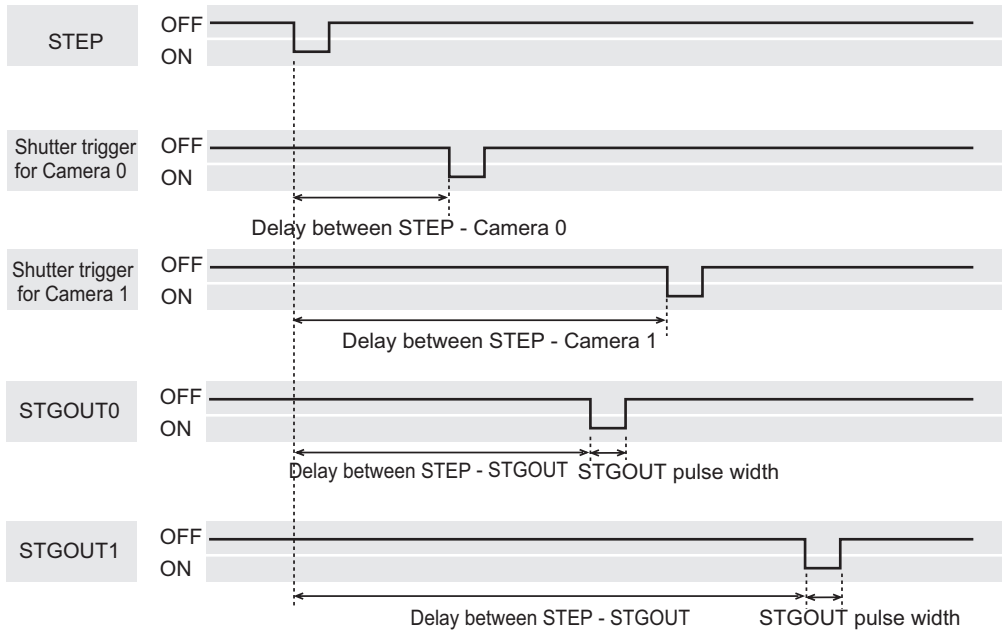 STEP
OFF
ON
Shutter trigger
for Camera 0
OFF
ON
Delay between STEP - Camera 0
Shutter trigger
for Camera 1
OFF
ON
Delay between STEP - Camera 1
STGOUT0
OFF
ON
Delay between STEP - STGOUT
STGOUT pulse width
STGOUT1
OFF
ON
Delay between STEP - STGOUT
STGOUT pulse width